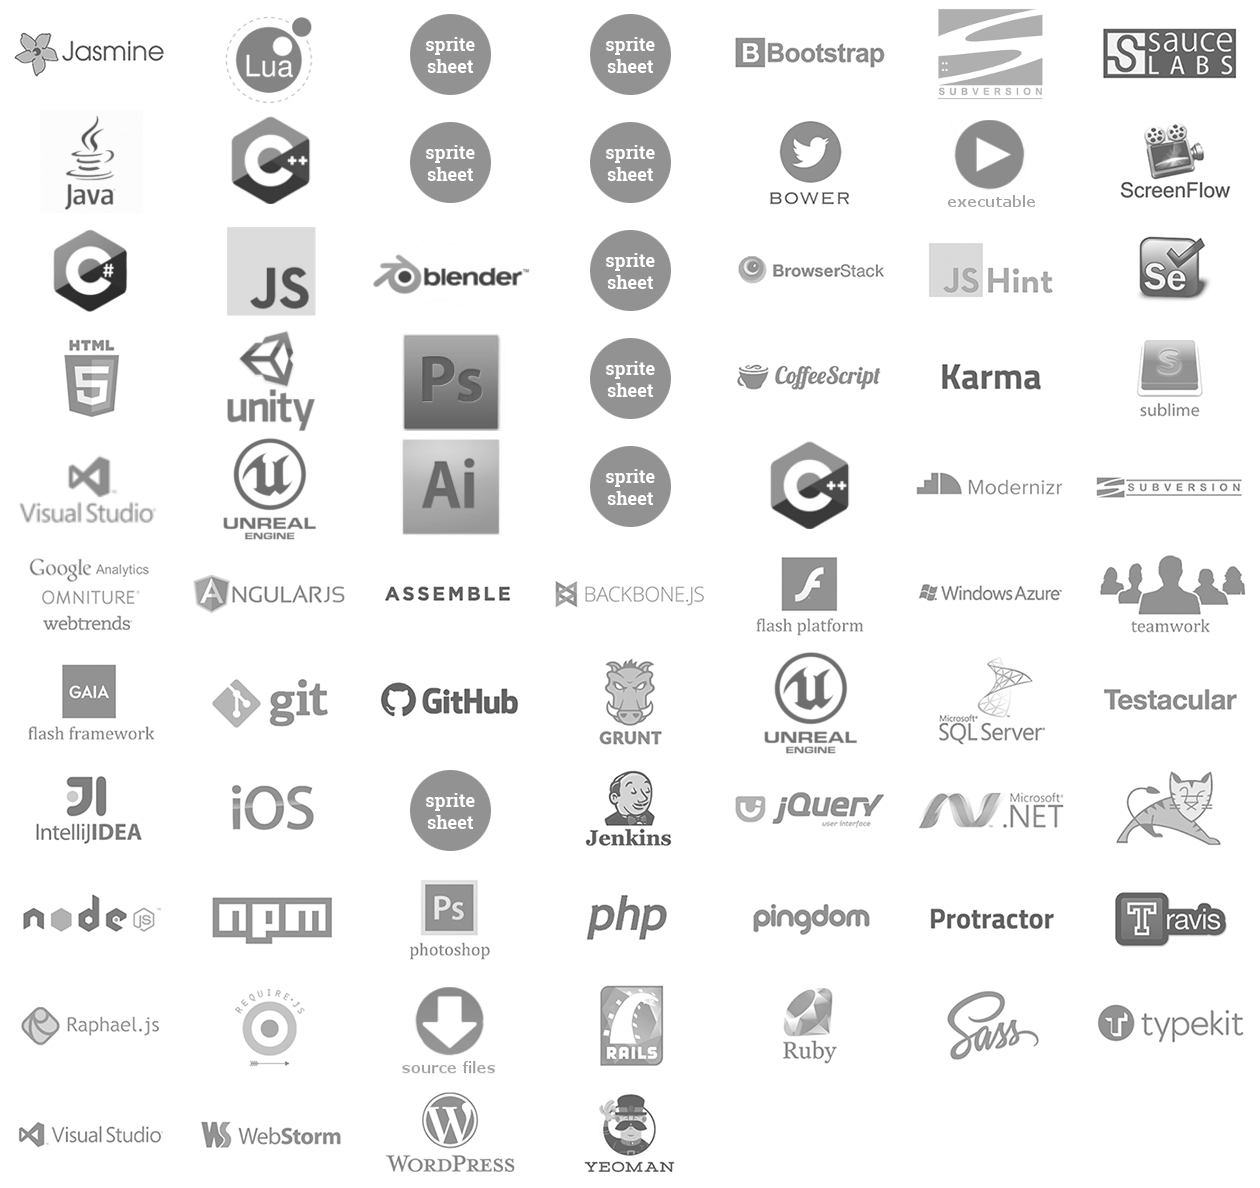 Jasmine
Lua
sprite
sheet
sprite
sheet
B Bootstrap
SUBVERSION
S sauce
LABS
Java
C++
sprite
sheet
sprite
sheet
BOWER
executable
ScreenFlow
C#
JS
blender™
sprite
sheet
BrowserStack
JS Hint
Se
HTML
5
unity
Ps
sprite
sheet
CoffeeScript
Karma
S
sublime
Visual Studio
U
UNREAL
ENGINE
Ai
sprite
sheet
C++
Modernizr
SUBVERSION
Google Analytics
OMNITURE®
webtrends
ANGULARJS
ASSEMBLE
BACKBONE.JS
f
flash platform
Windows Azure
teamwork
GAIA
flash framework
git
GitHub
GRUNT
U
UNREAL
ENGINE
Microsoft®
SQL Server
Testacular
JI
IntelliJIDEA
iOS
sprite
sheet
Jenkins
jQuery
user interface
Microsoft®
.NET
node JS™
npm
Ps
photoshop
php
pingdom
Protractor
Travis
Raphael.js
REQUIRE·JS
source files
RAILS
Ruby
Sass
T typekit
Visual Studio
WS WebStorm
W
WORDPRESS
YEOMAN